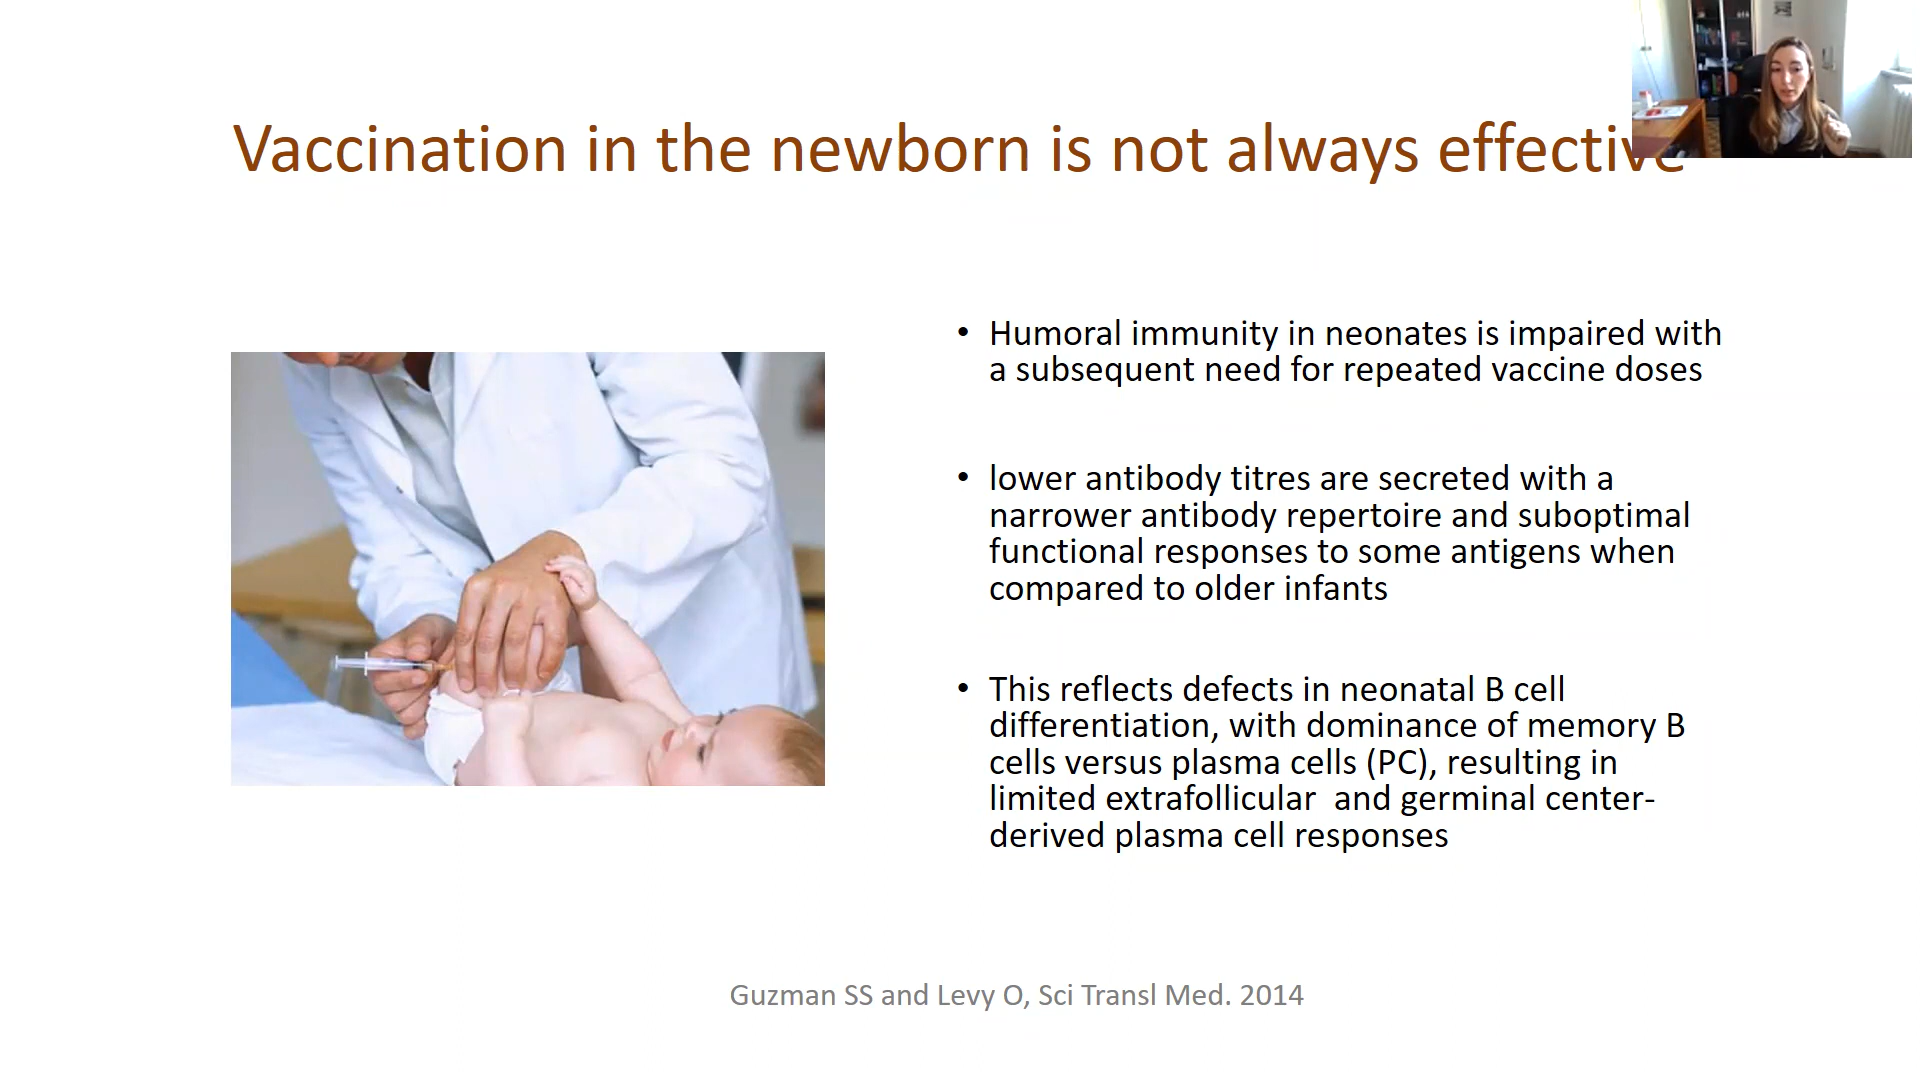 Vaccination in the newborn is not always effective
• Humoral immunity in neonates is impaired with
a subsequent need for repeated vaccine doses
• lower antibody titres are secreted with a
narrower antibody repertoire and suboptimal
functional responses to some antigens when
compared to older infants
• This reflects defects in neonatal B cell
differentiation, with dominance of memory B
cells versus plasma cells (PC), resulting in
limited extrafollicular  and germinal center-
derived plasma cell responses
Guzman SS and Levy O, Sci Transl Med. 2014